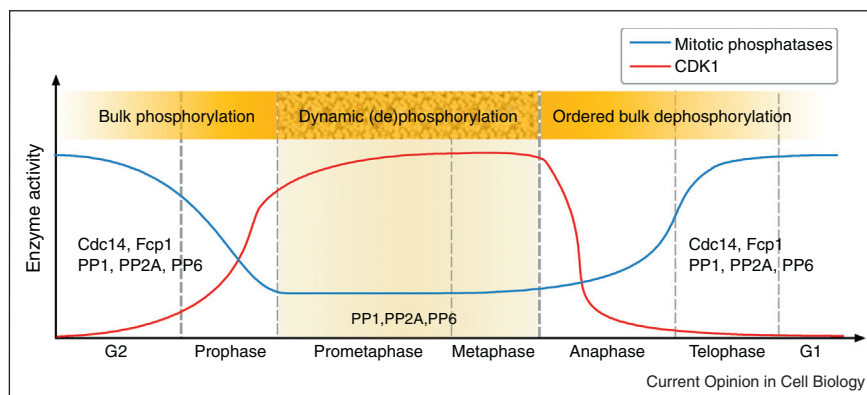 Mitotic phosphatases
CDK1
Bulk phosphorylation
Dynamic (de)phosphorylation
Ordered bulk dephosphorylation
Enzyme activity
Cdc14, Fcp1
PP1, PP2A, PP6
PP1,PP2A,PP6
Cdc14, Fcp1
PP1, PP2A, PP6
G2
Prophase
Prometaphase
Metaphase
Anaphase
Telophase
G1
Current Opinion in Cell Biology